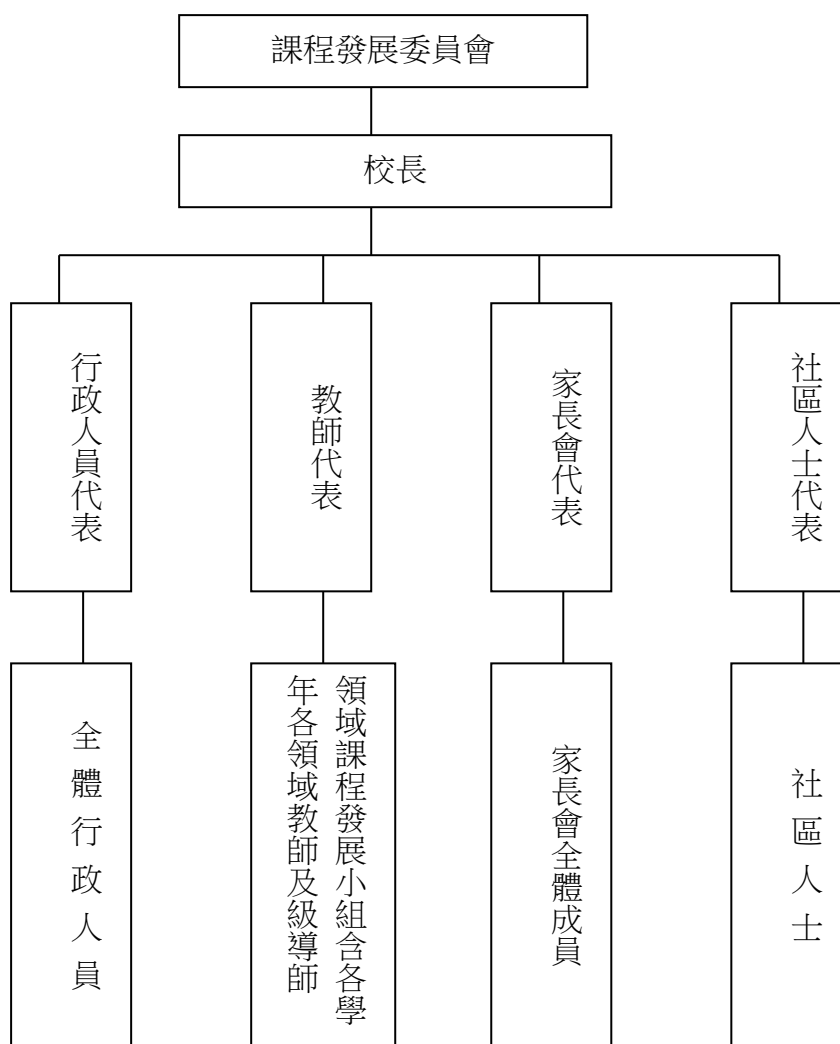 課程發展委員會
校長
行政人員代表
教師代表
家長會代表
社區人士代表
全體行政人員
領域課程發展小組含各學
年各領域教師及級導師
家長會全體成員
社區人士